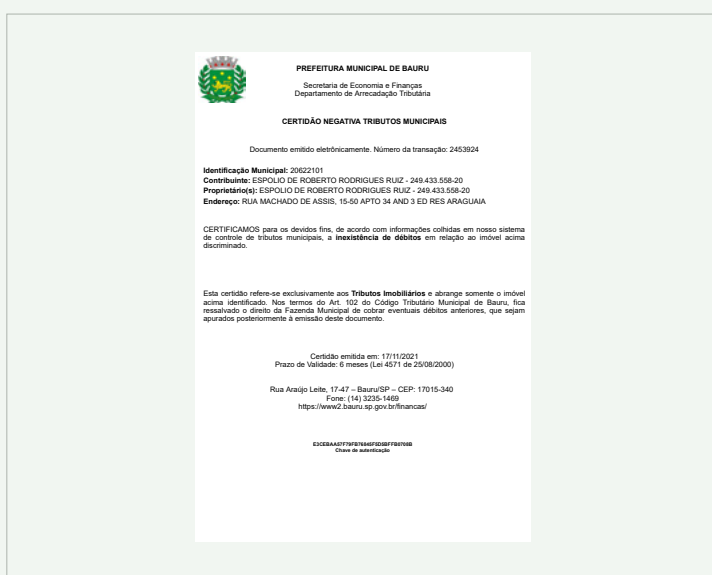 PREFEITURA MUNICIPAL DE BAURU
Secretaria de Economia e Finanças
Departamento de Arrecadação Tributária
CERTIDÃO NEGATIVA TRIBUTOS MUNICIPAIS
Documento emitido eletrônicamente. Número da transação: 2453924
Identificação Municipal: 20622101
Contribuinte: ESPOLIO DE ROBERTO RODRIGUES RUIZ - 249.433.558-20
Proprietário(s): ESPOLIO DE ROBERTO RODRIGUES RUIZ - 249.433.558-20
Endereço: RUA MACHADO DE ASSIS, 15-50 APTO 34 AND 3 ED RES ARAGUAIA
CERTIFICAMOS para os devidos fins, de acordo com informações colhidas em nosso sistema
de controle de tributos municipais, a inexistência de débitos em relação ao imóvel acima
discriminado.
Esta certidão refere-se exclusivamente aos Tributos Imobiliários e abrange somente o imóvel
acima identificado. Nos termos do Art. 102 do Código Tributário Municipal de Bauru, fica
ressalvado o direito da Fazenda Municipal de cobrar eventuais débitos anteriores, que sejam
apurados posteriormente à emissão deste documento.
Certidão emitida em: 17/11/2021
Prazo de Validade: 6 meses (Lei 4571 de 25/08/2000)
Rua Araújo Leite, 17-47 – Bauru/SP – CEP: 17015-340
Fone: (14) 3235-1469
https://www2.bauru.sp.gov.br/financas/
Chave de autenticação